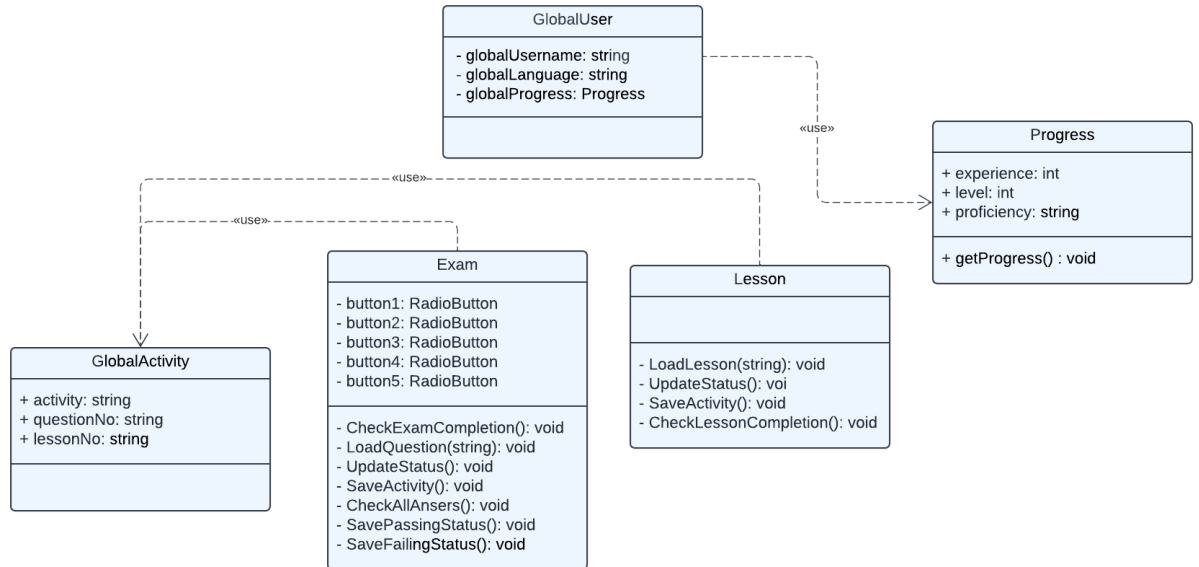 GlobalUser
- globalUsername: string
- globalLanguage: string
- globalProgress: Progress
«use»
Progress
+ experience: int
+ level: int
+ proficiency: string
+ getProgress() : void
«use»
«use»
Exam
- button1: RadioButton
- button2: RadioButton
- button3: RadioButton
- button4: RadioButton
- button5: RadioButton
- CheckExamCompletion(): void
- LoadQuestion(string): void
- UpdateStatus(): void
- SaveActivity(): void
- CheckAllAnsers(): void
- SavePassingStatus(): void
- SaveFailingStatus(): void
Lesson
- LoadLesson(string): void
- UpdateStatus(): voi
- SaveActivity(): void
- CheckLessonCompletion(): void
GlobalActivity
+ activity: string
+ questionNo: string
+ lessonNo: string